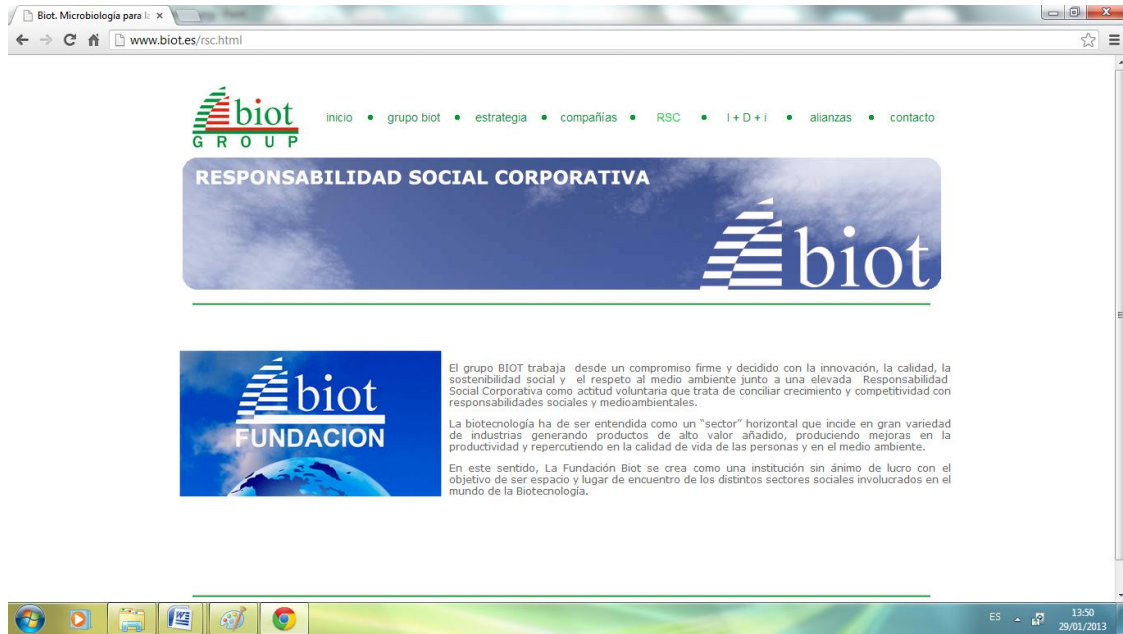 Biot. Microbiología para la
www.biot.es/rsc.html
biot
GROUP
inicio • grupo biot • estrategia • compañías • RSC • I + D + i • alianzas • contacto
RESPONSABILIDAD SOCIAL CORPORATIVA
biot
biot
FUNDACION
El grupo BIOT trabaja desde un compromiso firme y decidido con la innovación, la calidad, la
sostenibilidad social y el respeto al medio ambiente junto a una elevada Responsabilidad
Social Corporativa como actitud voluntaria que trata de conciliar crecimiento y competitividad con
responsabilidades sociales y medioambientales.
La biotecnología ha de ser entendida como un "sector" horizontal que incide en gran variedad
de industrias generando productos de alto valor añadido, produciendo mejoras en la
productividad y repercutiendo en la calidad de vida de las personas y en el medio ambiente.
En este sentido, La Fundación Biot se crea como una institución sin ánimo de lucro con el
objetivo de ser espacio y lugar de encuentro de los distintos sectores sociales involucrados en el
mundo de la Biotecnología.
ES
13:50
29/01/2013